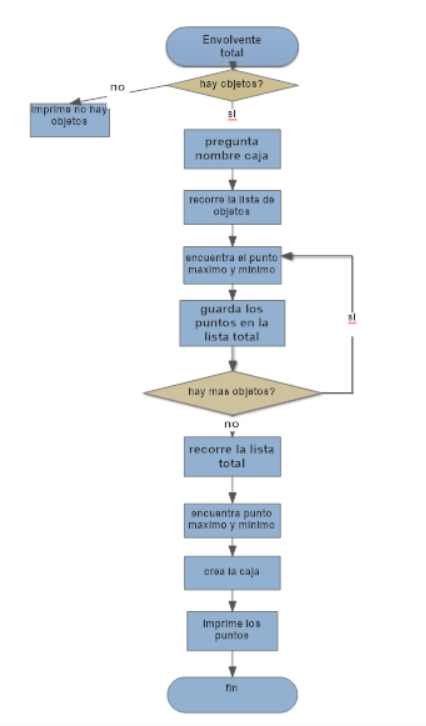 Envolvente
total
hay objetos?
no
si
Imprime no hay
objetos
pregunta
nombre caja
recorre la lista de
objetos
encuentra el punto
maximo y minimo
guarda los
puntos en la
lista total
si
hay mas objetos?
no
recorre la lista
total
encuentra punto
maximo y minimo
crea la caja
Imprime los
puntos
fin